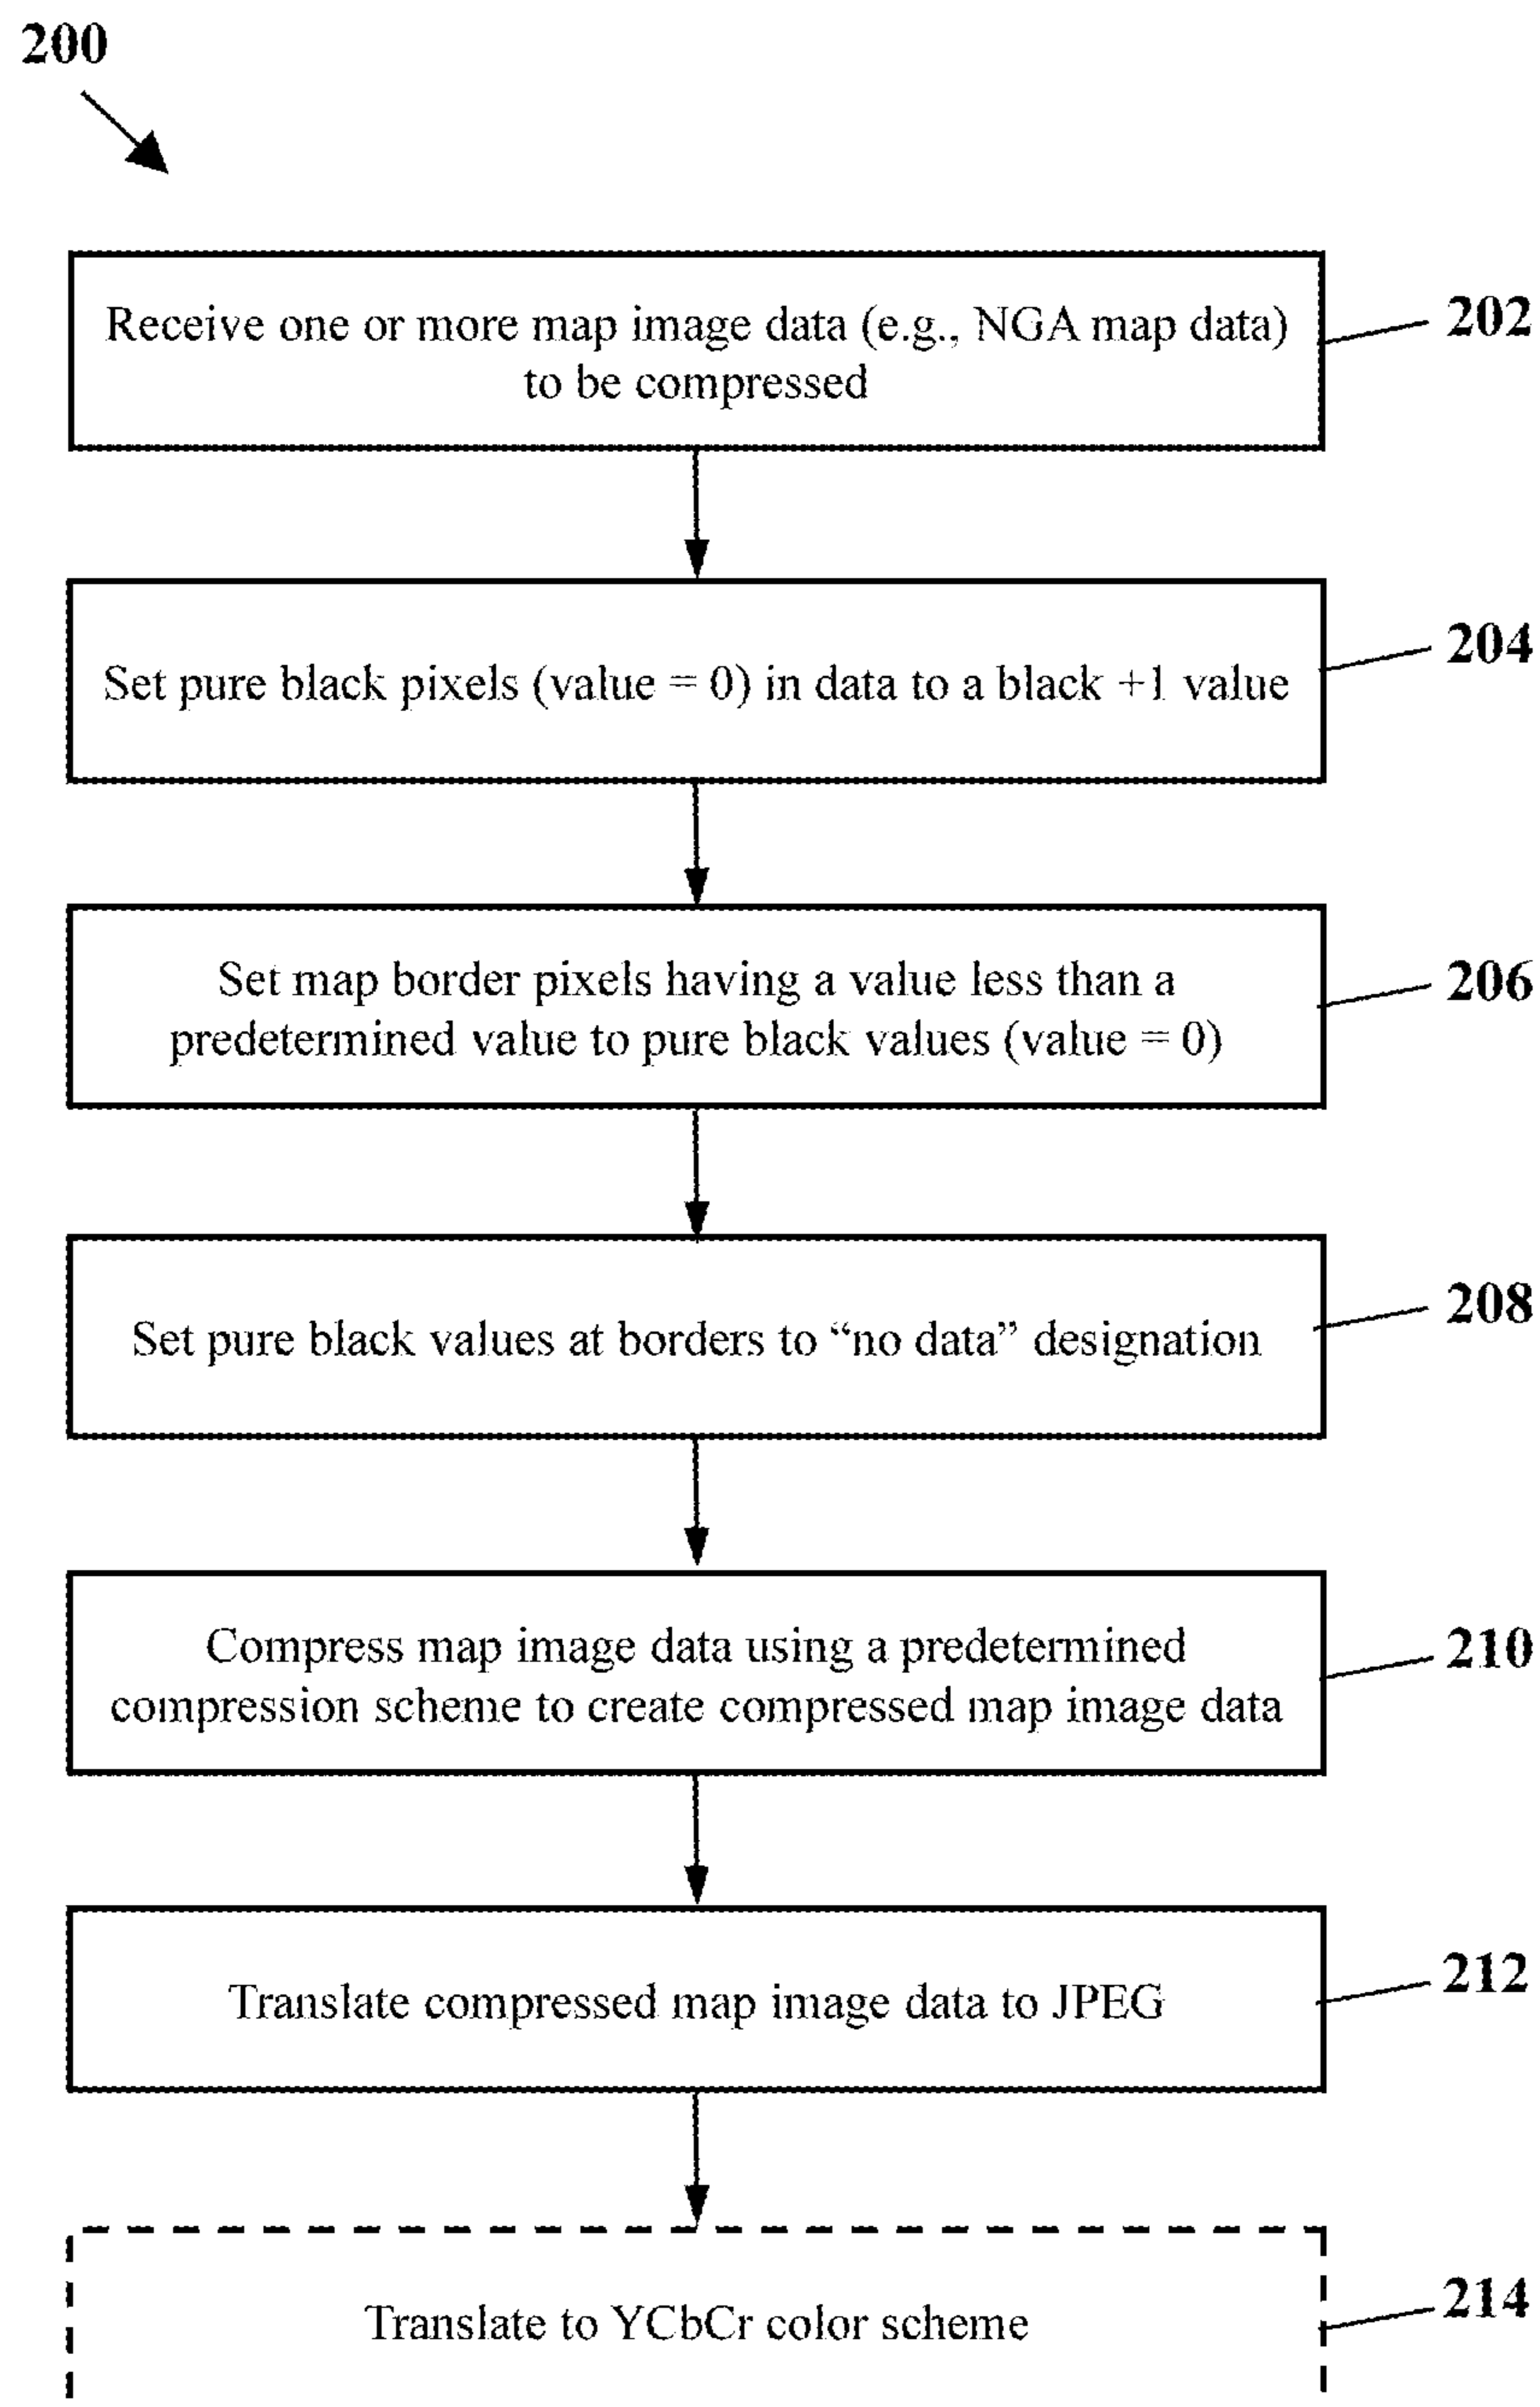 200
Receive one or more map image data (e.g., NGA map data)
to be compressed
202
Set pure black pixels (value = 0) in data to a black +1 value
204
Set map border pixels having a value less than a
predetermined value to pure black values (value = 0)
206
Set pure black values at borders to “no data” designation
208
Compress map image data using a predetermined
compression scheme to create compressed map image data
210
Translate compressed map image data to JPEG
212
Translate to YCbCr color scheme
214